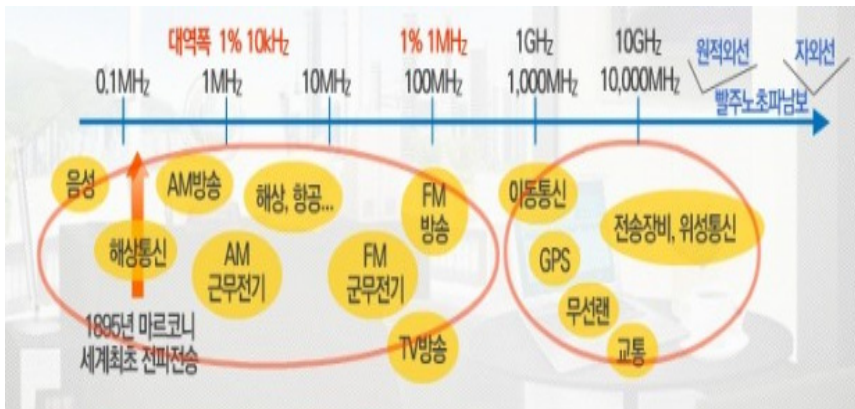 대역폭 1% 10kHz
1% 1MHz
1GHz
10GHz
원적외선
자외선
0.1MHz
1MHz
10MHz
100MHz
1,000MHz
10,000MHz
빨주노초파남보
음성
AM방송
해상, 항공...
FM
방송
이동통신
전송장비, 위성통신
해상통신
AM
근무전기
FM
군무전기
GPS
무선랜
1895년 마르코니
세계최초 전파전송
TV방송
교통